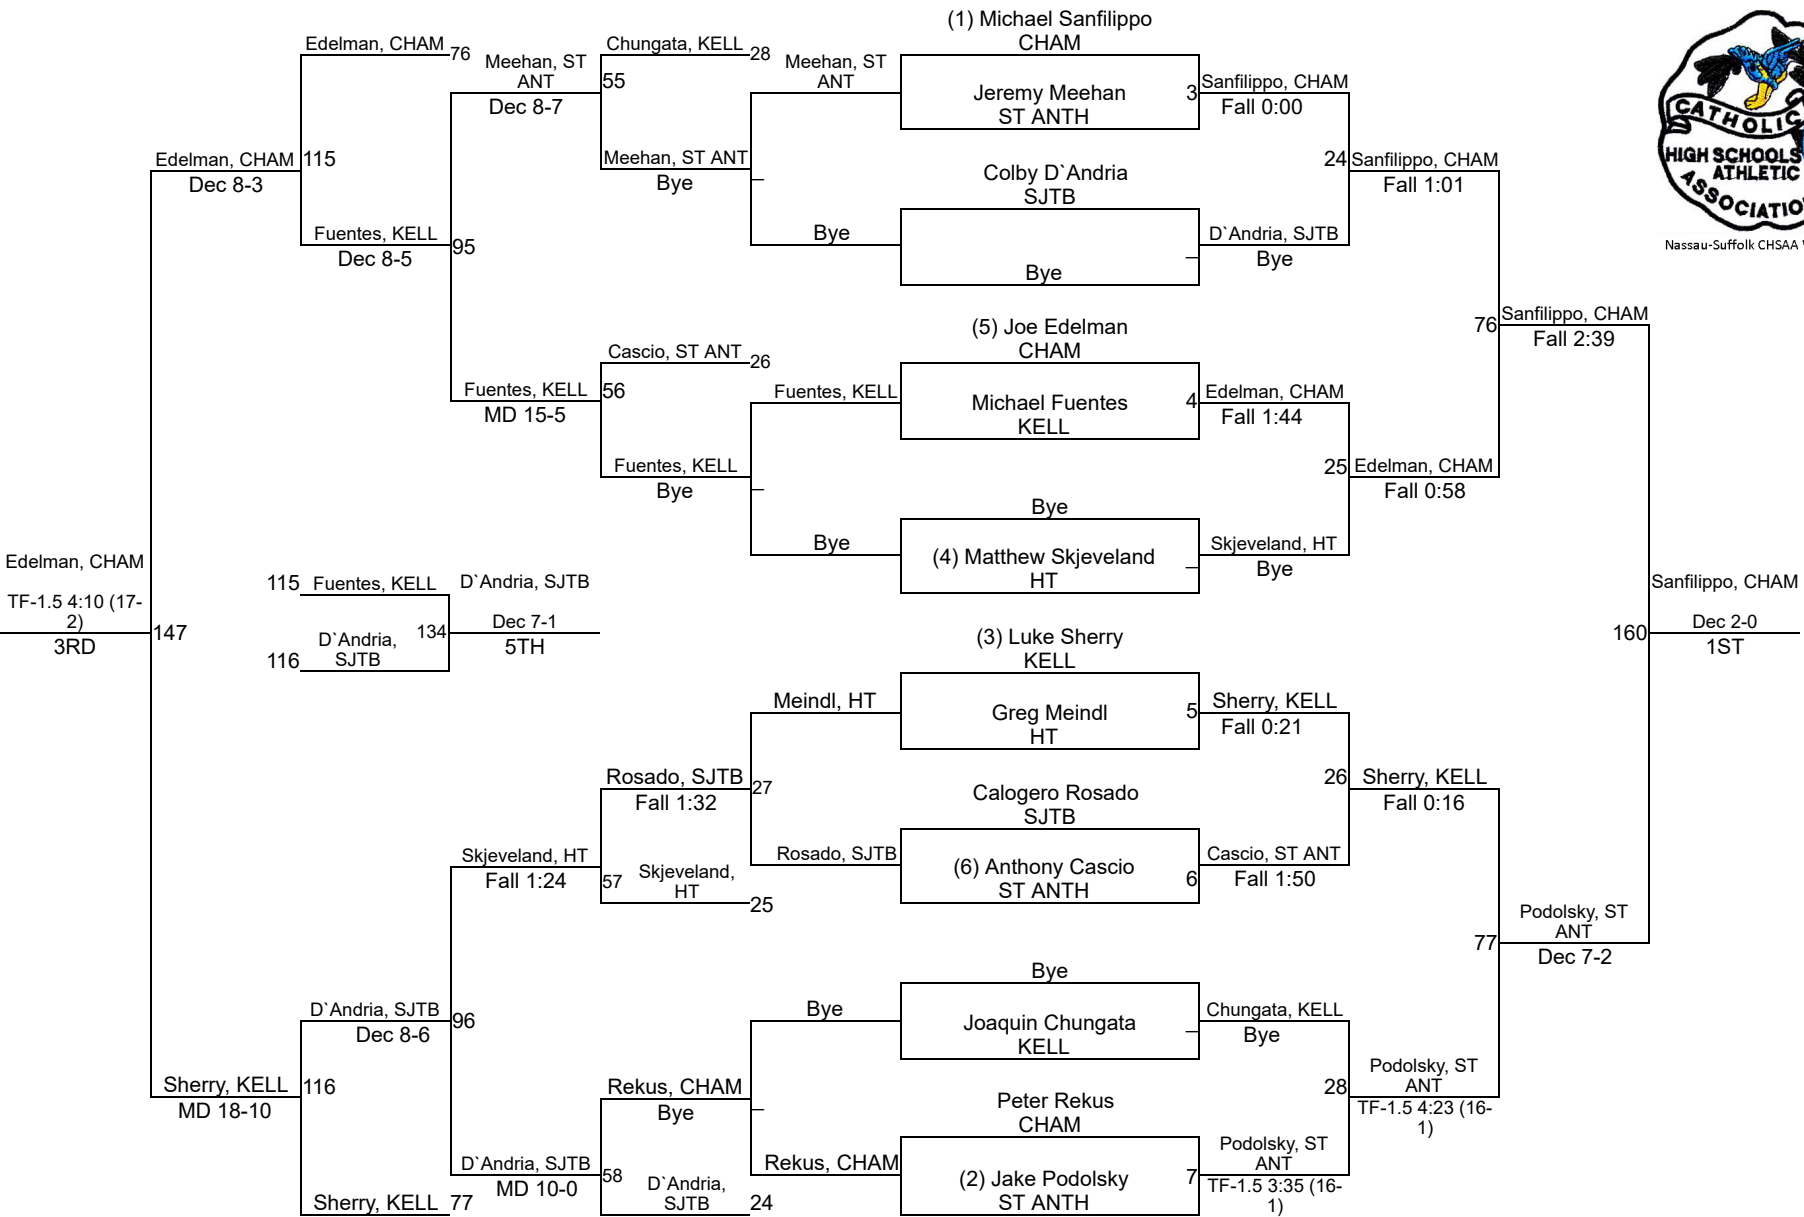 (1) Michael Sanfilippo
CHAM
Jeremy Meehan
ST ANTH
3
Sanfilippo, CHAM
Fall 0:00
Colby D`Andria
SJTB
Bye
D`Andria, SJTB
_
Bye
24
Sanfilippo, CHAM
Fall 1:01
(5) Joe Edelman
CHAM
Michael Fuentes
KELL
4
Edelman, CHAM
Fall 1:44
Bye
(4) Matthew Skjeveland
HT
Skjeveland, HT
_
Bye
25
Edelman, CHAM
Fall 0:58
76
Sanfilippo, CHAM
Fall 2:39
(3) Luke Sherry
KELL
Greg Meindl
HT
5
Sherry, KELL
Fall 0:21
Calogero Rosado
SJTB
(6) Anthony Cascio
ST ANTH
6
Cascio, ST ANT
Fall 1:50
26
Sherry, KELL
Fall 0:16
Bye
Joaquin Chungata
KELL
Chungata, KELL
_
Bye
Peter Rekus
CHAM
(2) Jake Podolsky
ST ANTH
7
Podolsky, ST
ANT
TF-1.5 3:35 (16-
1)
28
Podolsky, ST
ANT
TF-1.5 4:23 (16-
1)
77
Podolsky, ST
ANT
Dec 7-2
160
Sanfilippo, CHAM
Dec 2-0
1ST
Meehan, ST
ANT
Bye
Chungata, KELL
28
55
Meehan, ST ANT
_
Bye
Meehan, ST
ANT
Dec 8-7
Fuentes, KELL
Bye
Cascio, ST ANT
26
56
Fuentes, KELL
_
Bye
Fuentes, KELL
MD 15-5
95
Edelman, CHAM
76
Fuentes, KELL
Dec 8-5
115
Edelman, CHAM
Dec 8-3
Meindl, HT
Rosado, SJTB
27
Rosado, SJTB
Fall 1:32
57
Skjeveland,
HT
25
Skjeveland, HT
Fall 1:24
Bye
Rekus, CHAM
_
Rekus, CHAM
Bye
58
D`Andria,
SJTB
24
D`Andria, SJTB
MD 10-0
96
D`Andria, SJTB
Dec 8-6
116
Sherry, KELL
77
Sherry, KELL
MD 18-10
147
Edelman, CHAM
TF-1.5 4:10 (17-
2)
3RD
115
Fuentes, KELL
116
D`Andria,
SJTB
134
D`Andria, SJTB
Dec 7-1
5TH
CATHOLIC
HIGH SCHOOLS
ATHLETIC
Nassau-Suffolk CHSAA